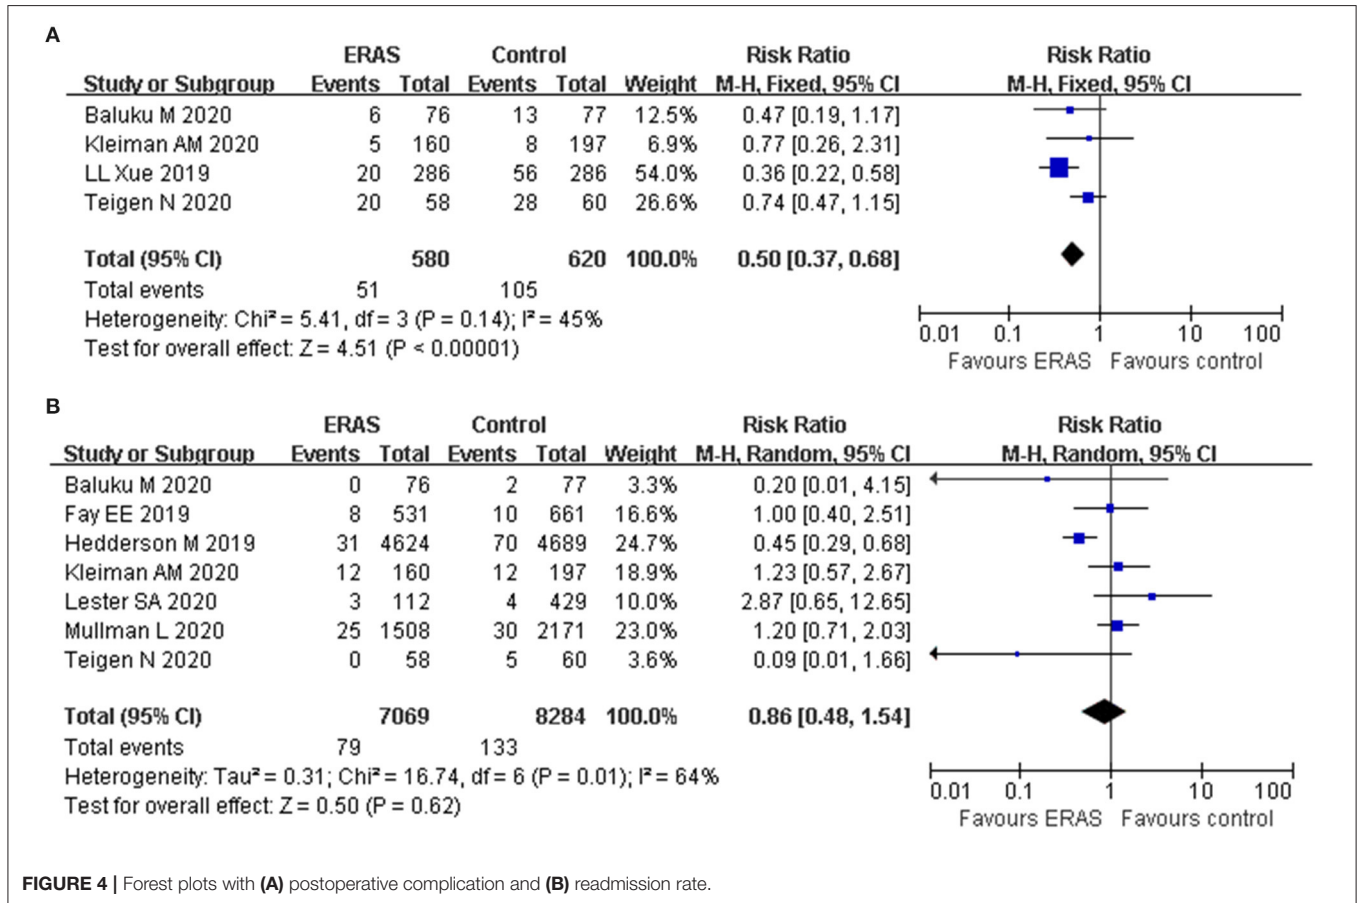 A
ERAS Control Risk Ratio Risk Ratio
Study or Subgroup Events Total Events Total Weight M-H, Fixed, 95% CI M-H, Fixed, 95% CI
Baluku M 2020 6 76 13 77 12.5% 0.47 [0.19, 1.17]
Kleiman AM 2020 5 160 8 197 6.9% 0.77 [0.26, 2.31]
LL Xue 2019 20 286 56 286 54.0% 0.36 [0.22, 0.58]
Teigen N 2020 20 58 28 60 26.6% 0.74 [0.47, 1.15]
Total (95% CI) 580 620 100.0% 0.50 [0.37, 0.68]
Total events 51 105
Heterogeneity: Chi² = 5.41, df = 3 (P = 0.14); I² = 45%
Test for overall effect: Z = 4.51 (P < 0.00001)
0.01 0.1 1 10 100
Favours ERAS Favours control
B
ERAS Control Risk Ratio Risk Ratio
Study or Subgroup Events Total Events Total Weight M-H, Random, 95% CI M-H, Random, 95% CI
Baluku M 2020 0 76 2 77 3.3% 0.20 [0.01, 4.15]
Fay EE 2019 8 531 10 661 16.6% 1.00 [0.40, 2.51]
Hedderson M 2019 31 4624 70 4689 24.7% 0.45 [0.29, 0.68]
Kleiman AM 2020 12 160 12 197 18.9% 1.23 [0.57, 2.67]
Lester SA 2020 3 112 4 429 10.0% 2.87 [0.65, 12.65]
Mullman L 2020 25 1508 30 2171 23.0% 1.20 [0.71, 2.03]
Teigen N 2020 0 58 5 60 3.6% 0.09 [0.01, 1.66]
Total (95% CI) 7069 8284 100.0% 0.86 [0.48, 1.54]
Total events 79 133
Heterogeneity: Tau² = 0.31; Chi² = 16.74, df = 6 (P = 0.01); I² = 64%
Test for overall effect: Z = 0.50 (P = 0.62)
0.01 0.1 1 10 100
Favours ERAS Favours control
FIGURE 4 | Forest plots with (A) postoperative complication and (B) readmission rate.